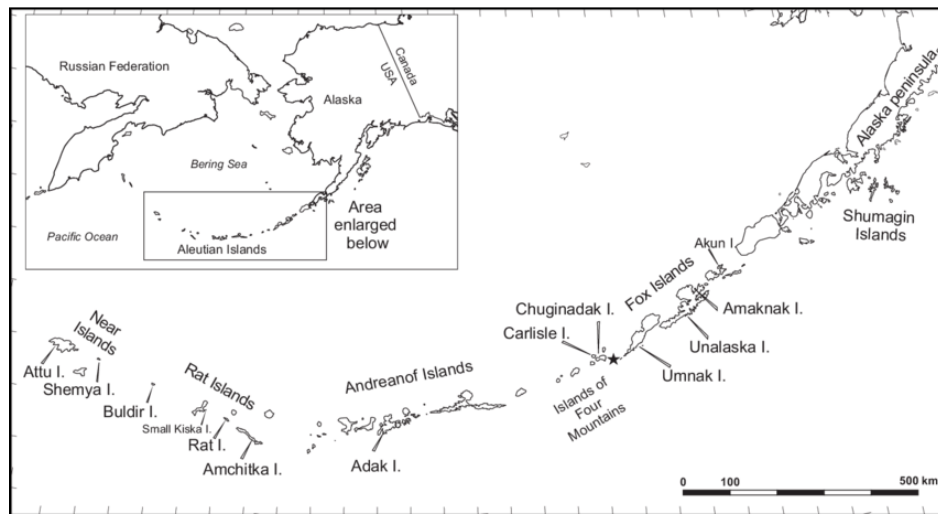 Russian Federation
Canada
USA
Alaska
Bering Sea
Pacific Ocean
Aleutian Islands
Area
enlarged
below
Alaska peninsula
Shumagin
Islands
Akun I.
Fox Islands
Amaknak I.
Unalaska I.
Umnak I.
Chuginadak I.
Carlisle I.
Islands of
Four
Mountains
Near
Islands
Attu I.
Shemya I.
Buldir I.
Rat Islands
Small Kiska I.
Rat I.
Amchitka I.
Andreanof Islands
Adak I.
0 100 500 km